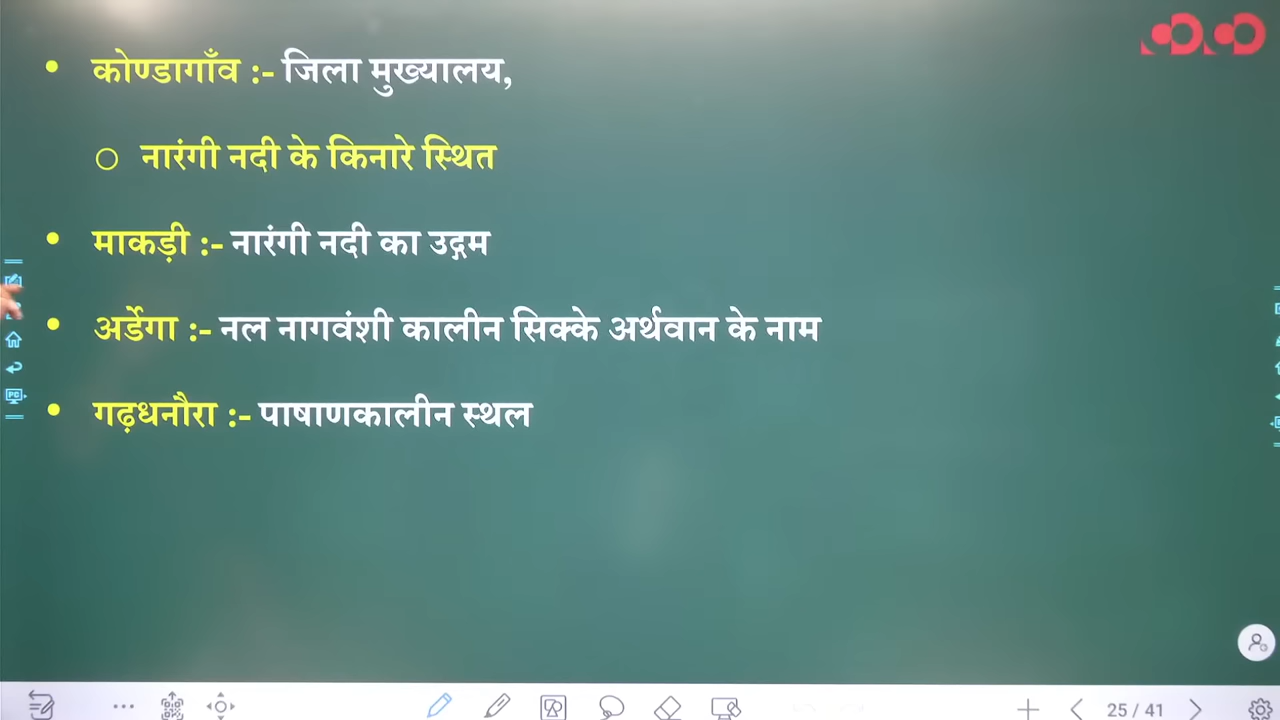 • कोण्डागाँव :- जिला मुख्यालय,
○ नारंगी नदी के किनारे स्थित
• माकड़ी :- नारंगी नदी का उद्गम
• अर्डेगा :- नल नागवंशी कालीन सिक्के अर्थवान के नाम
• गढ़धनौरा :- पाषाणकालीन स्थल
25 / 41